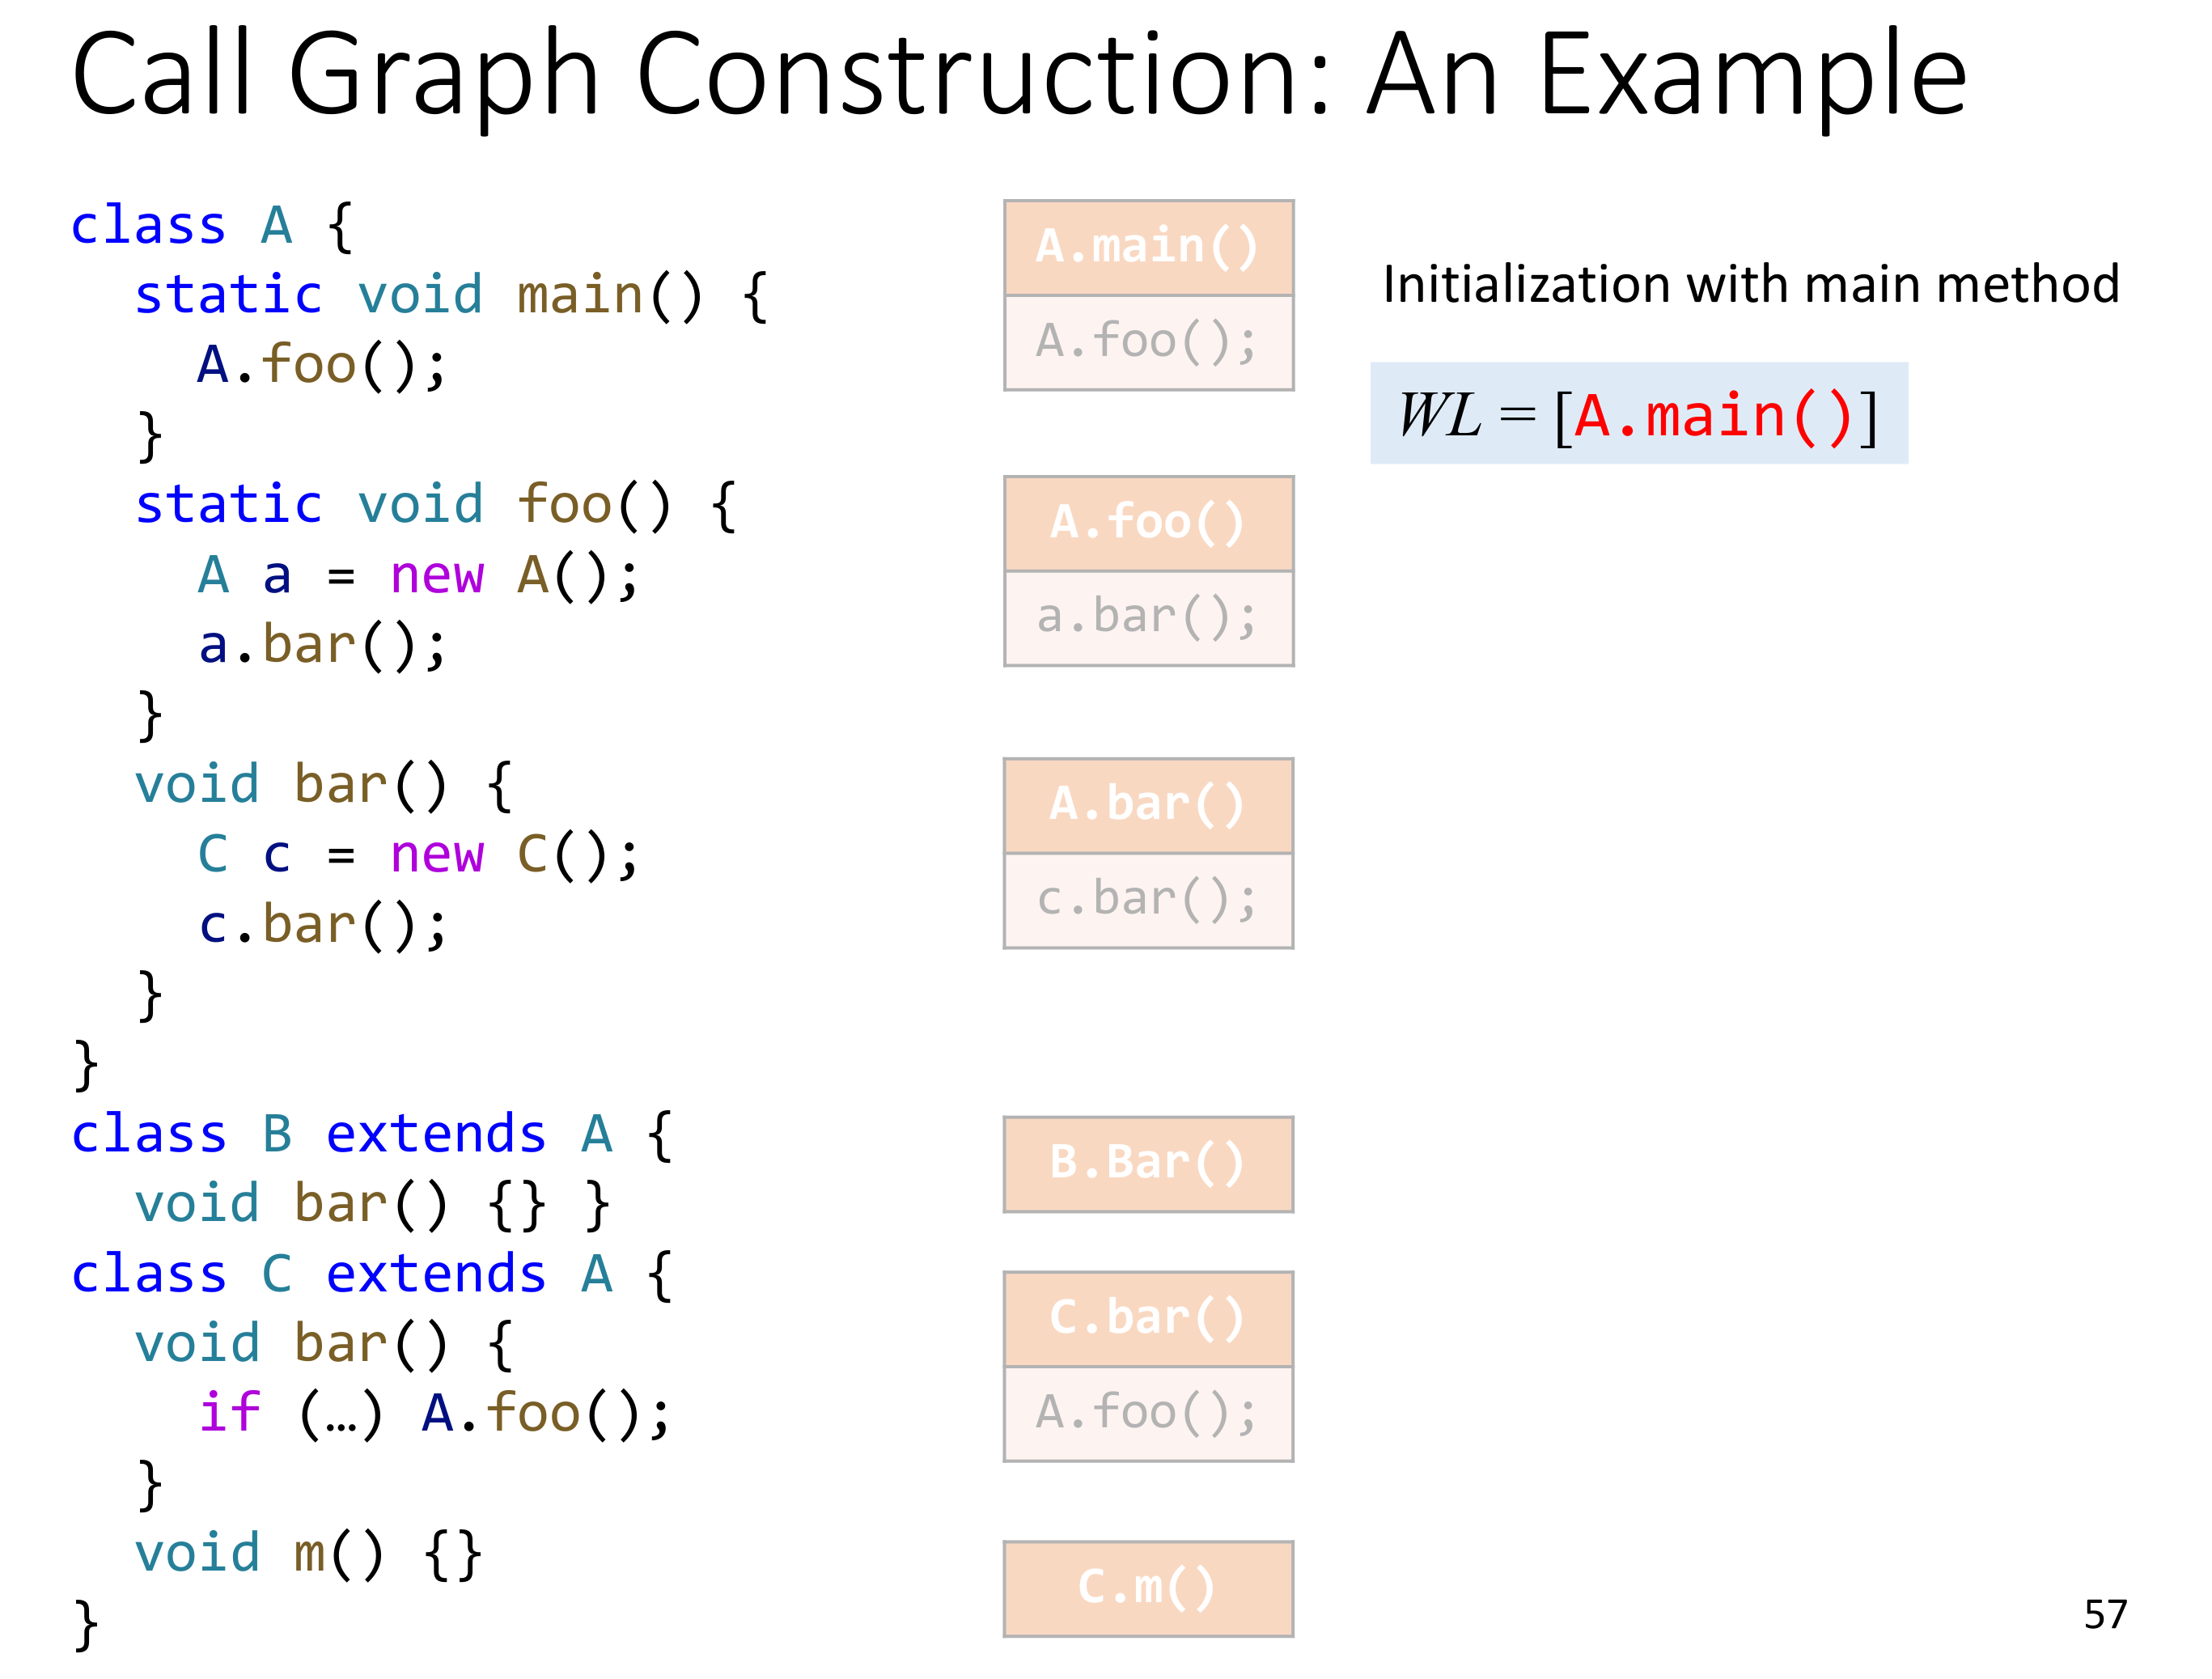 Call Graph Construction: An Example
class A {
static void main() {
A.foo();
}
static void foo() {
A a = new A();
a.bar();
}
void bar() {
C c = new C();
c.bar();
}
}
class B extends A {
void bar() {} }
class C extends A {
void bar() {
if (…) A.foo();
}
void m() {}
}
A.main()
A.foo();
A.foo()
a.bar();
A.bar()
c.bar();
B.Bar()
C.bar()
A.foo();
C.m()
Initialization with main method
WL = [A.main()]
57